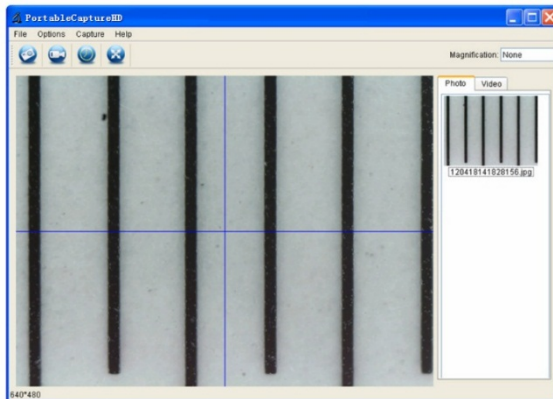 PortableCaptureHD
File Options Capture Help
Magnification: None
Photo Video
120418141828156.jpg
640*480